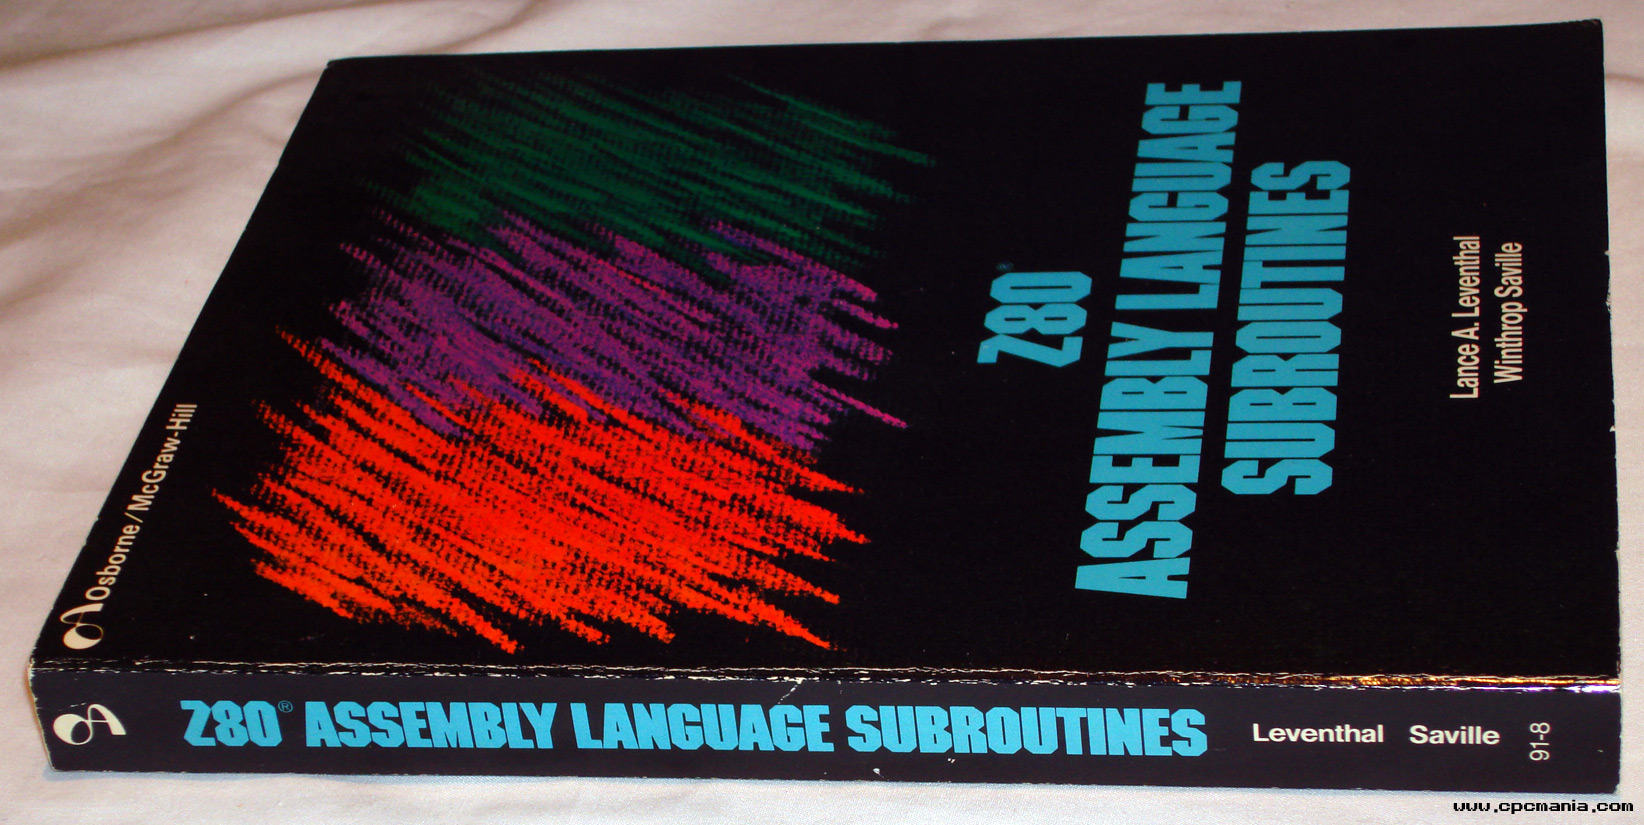 Osborne/McGraw-Hill
Z80®
ASSEMBLY LANGUAGE
SUBROUTINES
Lance A. Leventhal
Winthrop Saville
Z80® ASSEMBLY LANGUAGE SUBROUTINES Leventhal Saville 91-8
www.cpcmania.com